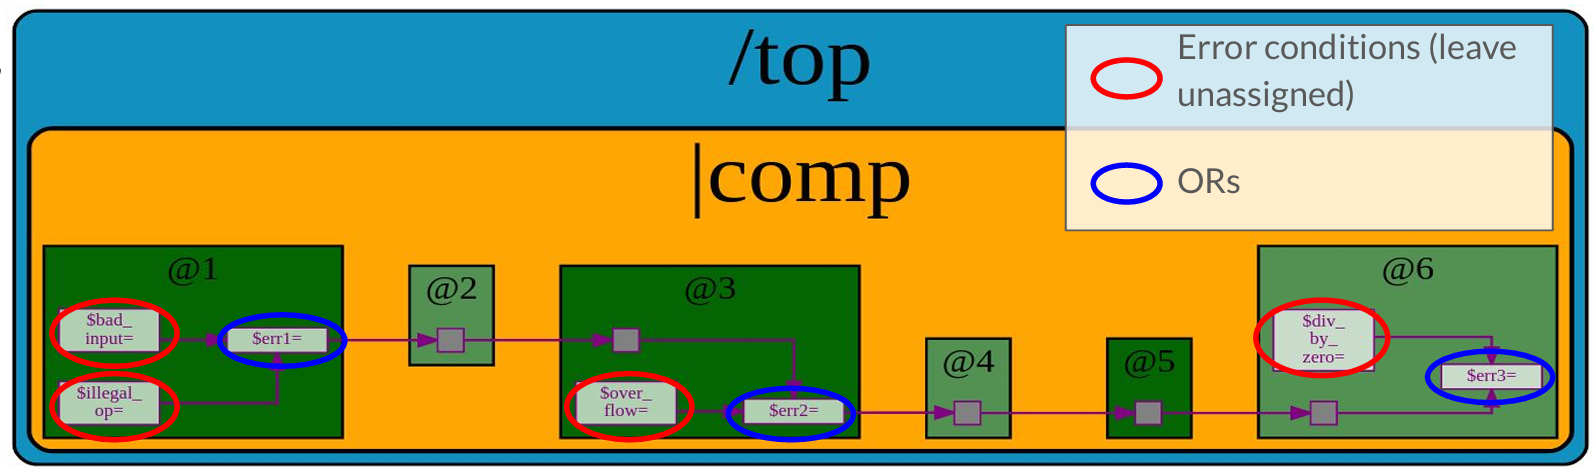 /top
Error conditions (leave
unassigned)
|comp
ORs
@1
$bad_
input=
$err1=
$illegal_
op=
@2
@3
$over_
flow=
$err2=
@4
@5
@6
$div_
by_
zero=
$err3=